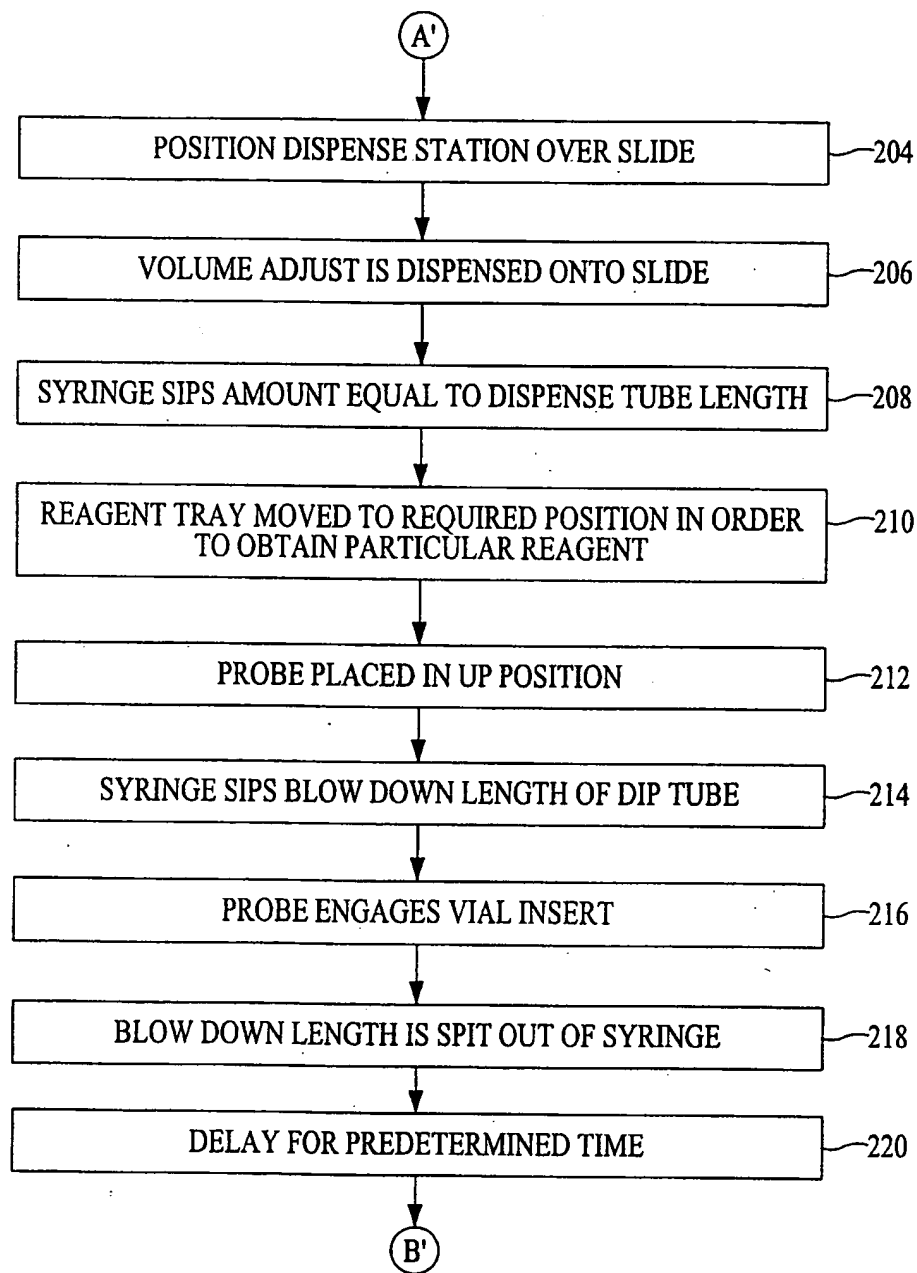 A'
POSITION DISPENSE STATION OVER SLIDE
204
VOLUME ADJUST IS DISPENSED ONTO SLIDE
206
SYRINGE SIPS AMOUNT EQUAL TO DISPENSE TUBE LENGTH
208
REAGENT TRAY MOVED TO REQUIRED POSITION IN ORDER
TO OBTAIN PARTICULAR REAGENT
210
PROBE PLACED IN UP POSITION
212
SYRINGE SIPS BLOW DOWN LENGTH OF DIP TUBE
214
PROBE ENGAGES VIAL INSERT
216
BLOW DOWN LENGTH IS SPIT OUT OF SYRINGE
218
DELAY FOR PREDETERMINED TIME
220
B'